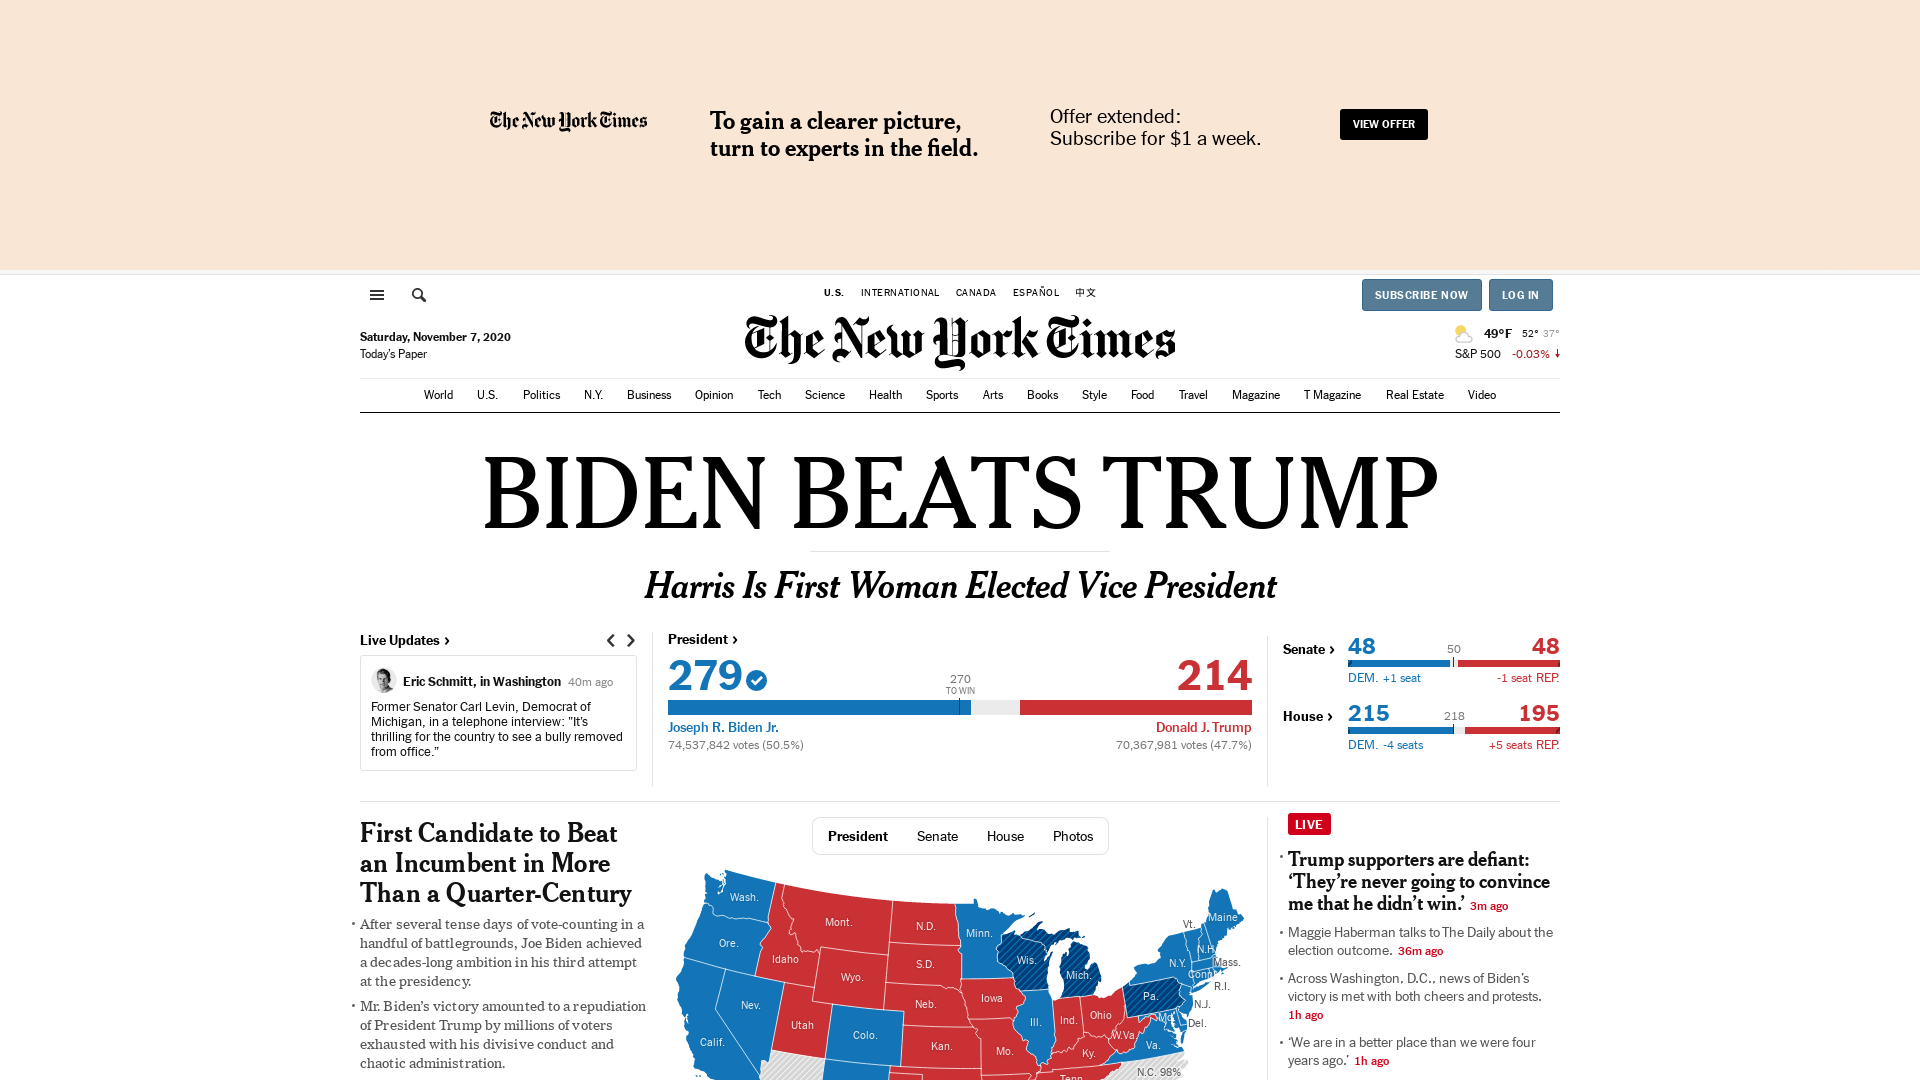 The New York Times
To gain a clearer picture,
turn to experts in the field.
Offer extended:
Subscribe for $1 a week.
VIEW OFFER
U.S. INTERNATIONAL CANADA ESPAÑOL 中文
SUBSCRIBE NOW LOG IN
Saturday, November 7, 2020
Today's Paper
The New York Times
49°F 52° 37°
S&P 500 -0.03% ↓
World U.S. Politics N.Y. Business Opinion Tech Science Health Sports Arts Books Style Food Travel Magazine T Magazine Real Estate Video
BIDEN BEATS TRUMP
Harris Is First Woman Elected Vice President
Live Updates ›
Eric Schmitt, in Washington 40m ago
Former Senator Carl Levin, Democrat of
Michigan, in a telephone interview: "It's
thrilling for the country to see a bully removed
from office.”
President ›
279 214
270
TO WIN
Joseph R. Biden Jr. Donald J. Trump
74,537,842 votes (50.5%) 70,367,981 votes (47.7%)
Senate › 48 50 48
DEM. +1 seat -1 seat REP.
House › 215 218 195
DEM. -4 seats +5 seats REP.
First Candidate to Beat
an Incumbent in More
Than a Quarter-Century
• After several tense days of vote-counting in a
handful of battlegrounds, Joe Biden achieved
a decades-long ambition in his third attempt
at the presidency.
• Mr. Biden’s victory amounted to a repudiation
of President Trump by millions of voters
exhausted with his divisive conduct and
chaotic administration.
President Senate House Photos
Wash.
Mont.
N.D.
Minn.
Vt.
Maine
Ore.
Idaho
S.D.
Wis.
Mich.
N.Y.
N.H.
Mass.
Conn.
R.I.
Wyo.
Nev.
Neb.
Iowa
Pa.
N.J.
Utah
Colo.
Ill.
Ind.
Ohio
Md.
Del.
Calif.
Kan.
Mo.
Ky.
W.Va.
Va.
Tenn.
N.C. 98%
LIVE
• Trump supporters are defiant:
‘They’re never going to convince
me that he didn’t win.’ 3m ago
• Maggie Haberman talks to The Daily about the
election outcome. 36m ago
• Across Washington, D.C., news of Biden’s
victory is met with both cheers and protests.
1h ago
• ‘We are in a better place than we were four
years ago.’ 1h ago